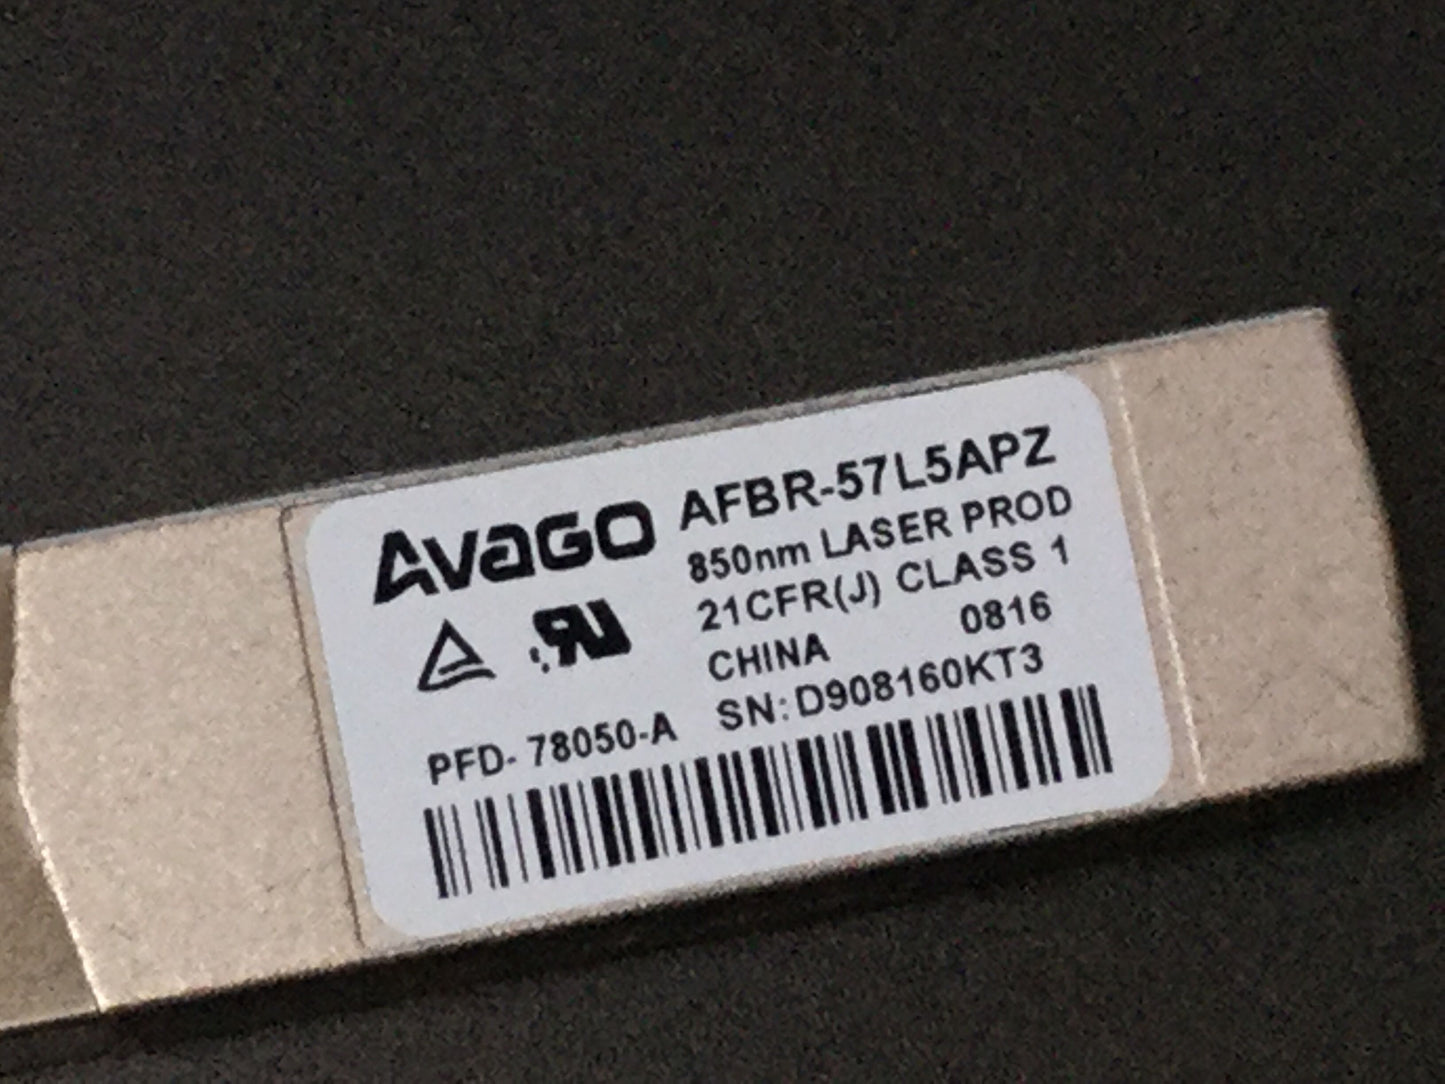 AVAGO AFBR-57L5APZ
850nm LASER PROD
21CFR(J) CLASS 1
CHINA 0816
PFD- 78050-A SN:D908160KT3